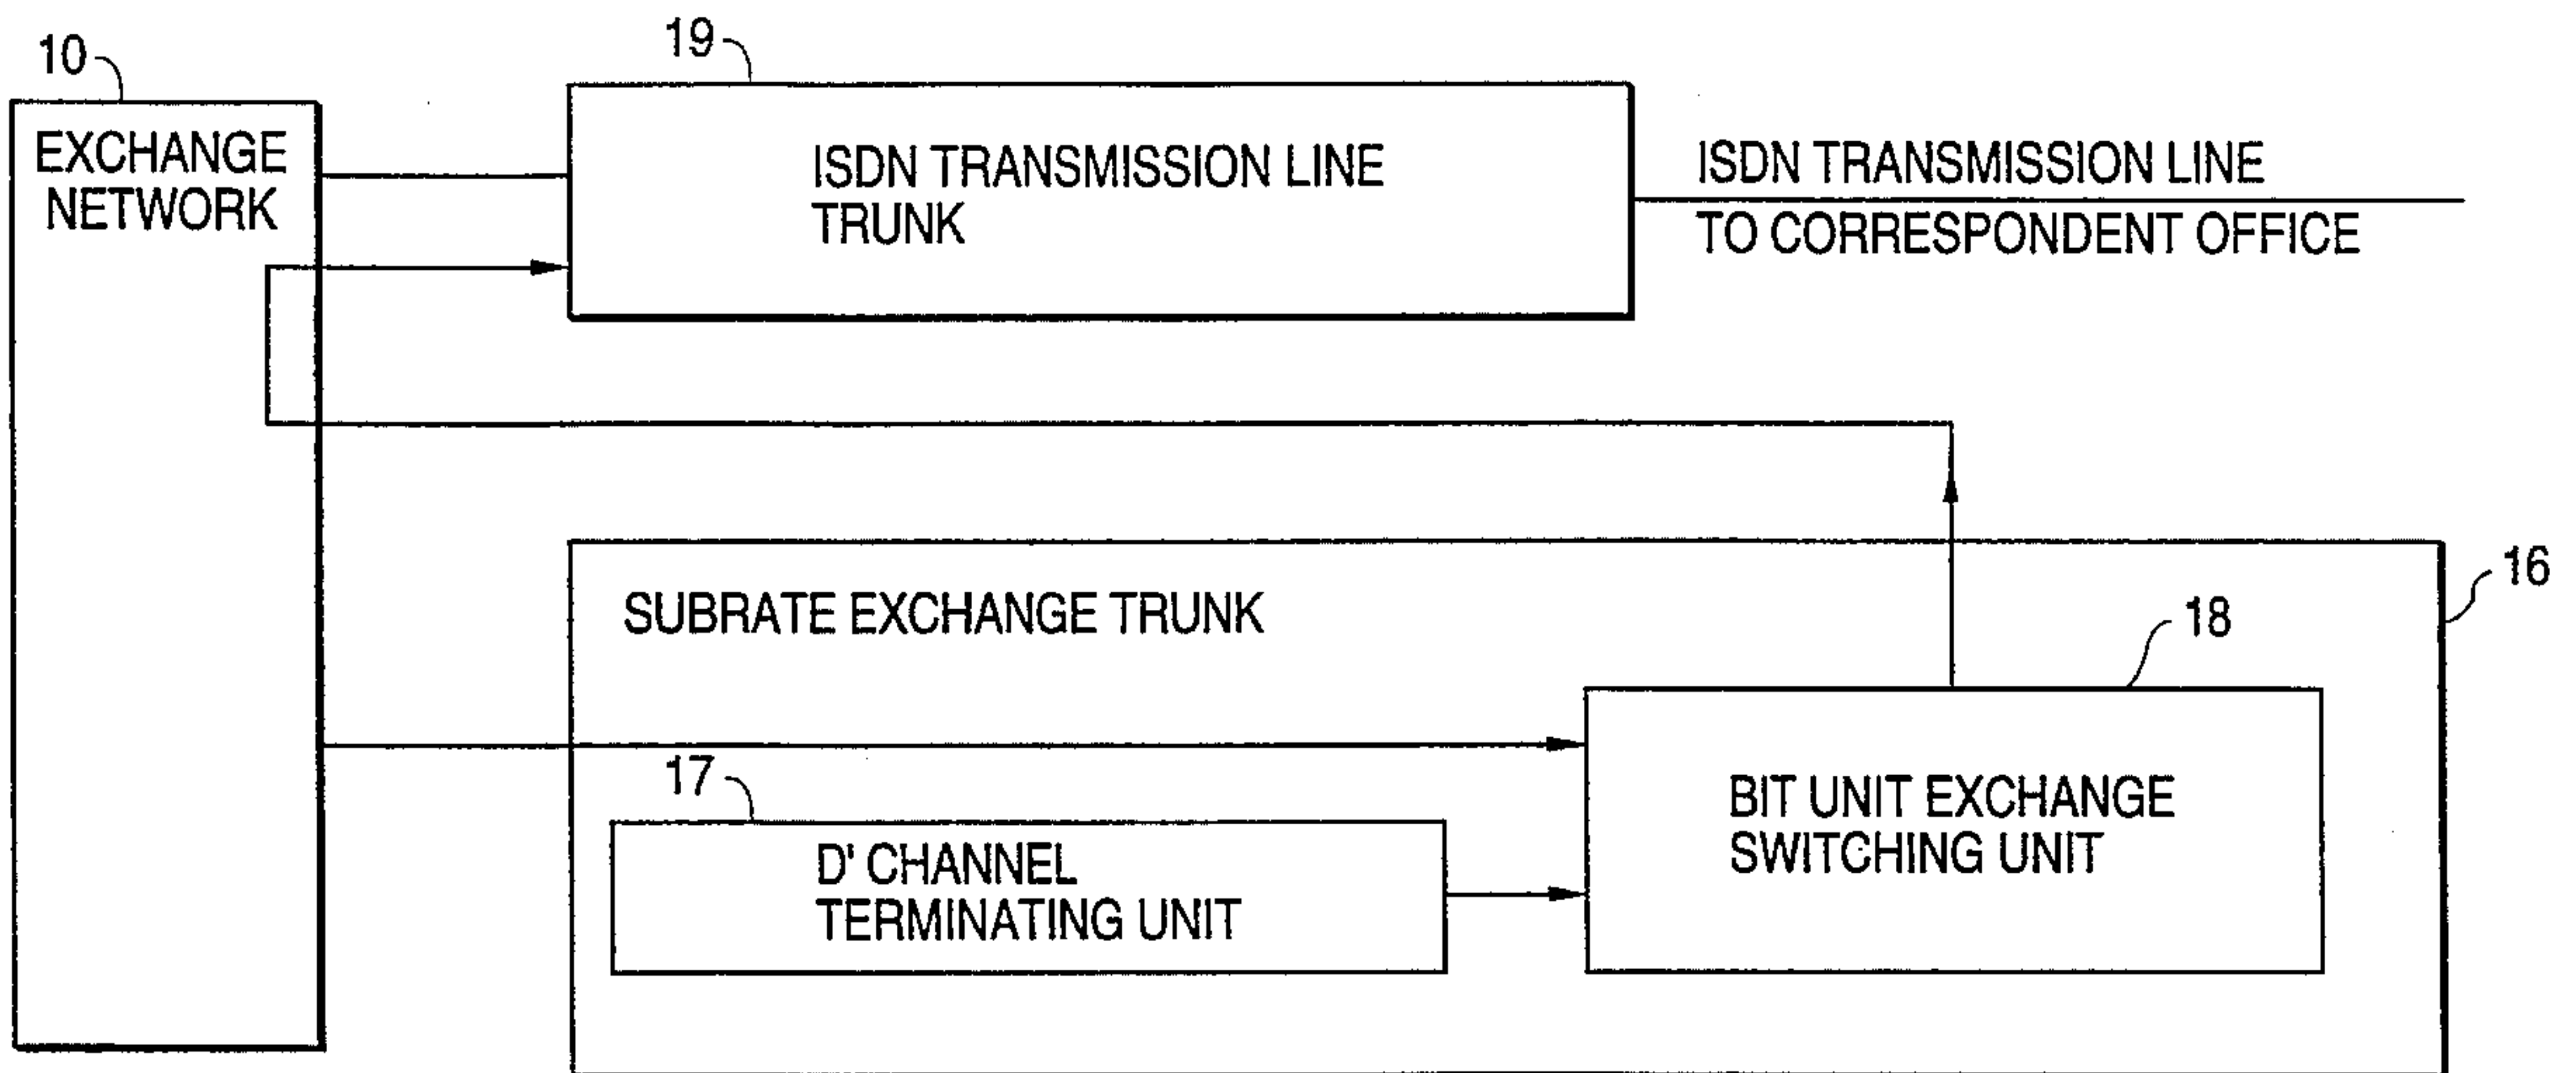 10
19
EXCHANGE
NETWORK
ISDN TRANSMISSION LINE
TRUNK
ISDN TRANSMISSION LINE
TO CORRESPONDENT OFFICE
16
SUBRATE EXCHANGE TRUNK
18
17
D' CHANNEL
TERMINATING UNIT
BIT UNIT EXCHANGE
SWITCHING UNIT